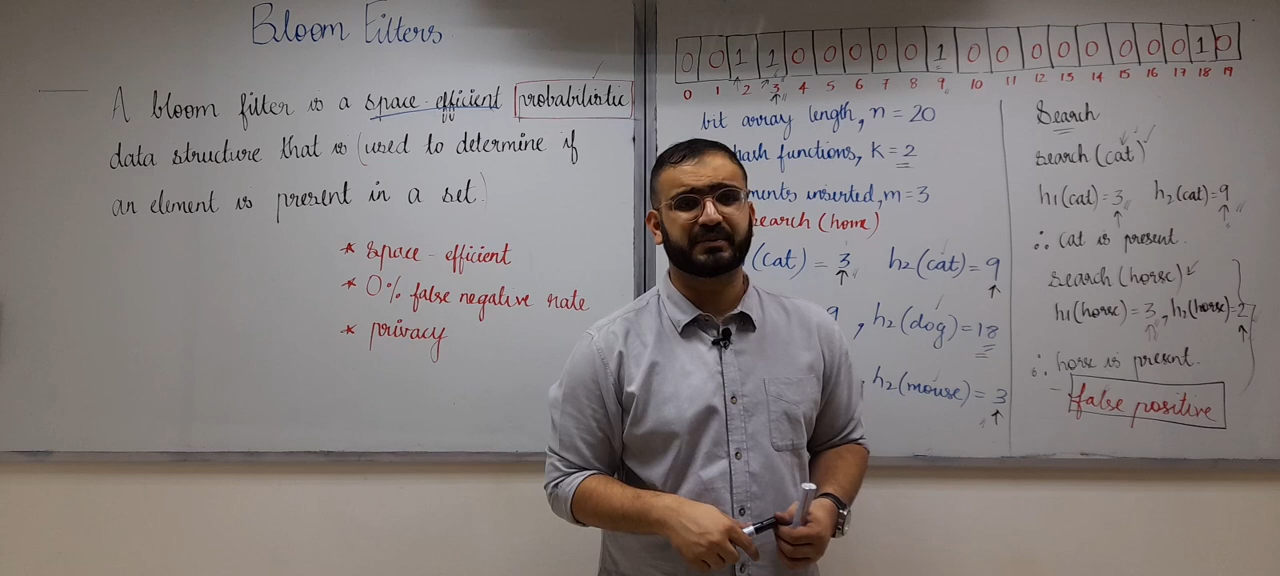 Bloom Filters
A bloom filter is a space-efficient probabilistic
data structure that is (used to determine if
an element is present in a set)
* space-efficient
* 0% false negative rate
* privacy
0 0 1 1 0 0 0 0 0 1 0 0 0 0 0 0 0 0 1 0
0 1 2 3 4 5 6 7 8 9 10 11 12 13 14 15 16 17 18 19
bit array length, n = 20
hash functions, K = 2
inserted, m = 3
search (home)
(cat) = 3 h2(cat) = 9
9, h2(dog) = 18
, h2(mouse) = 3
Search
search (cat)
h1(cat) = 3 h2(cat) = 9
∴ cat is present.
search (horse)
h1(horse) = 3, h2(horse) = 2
∴ horse is present.
- false positive